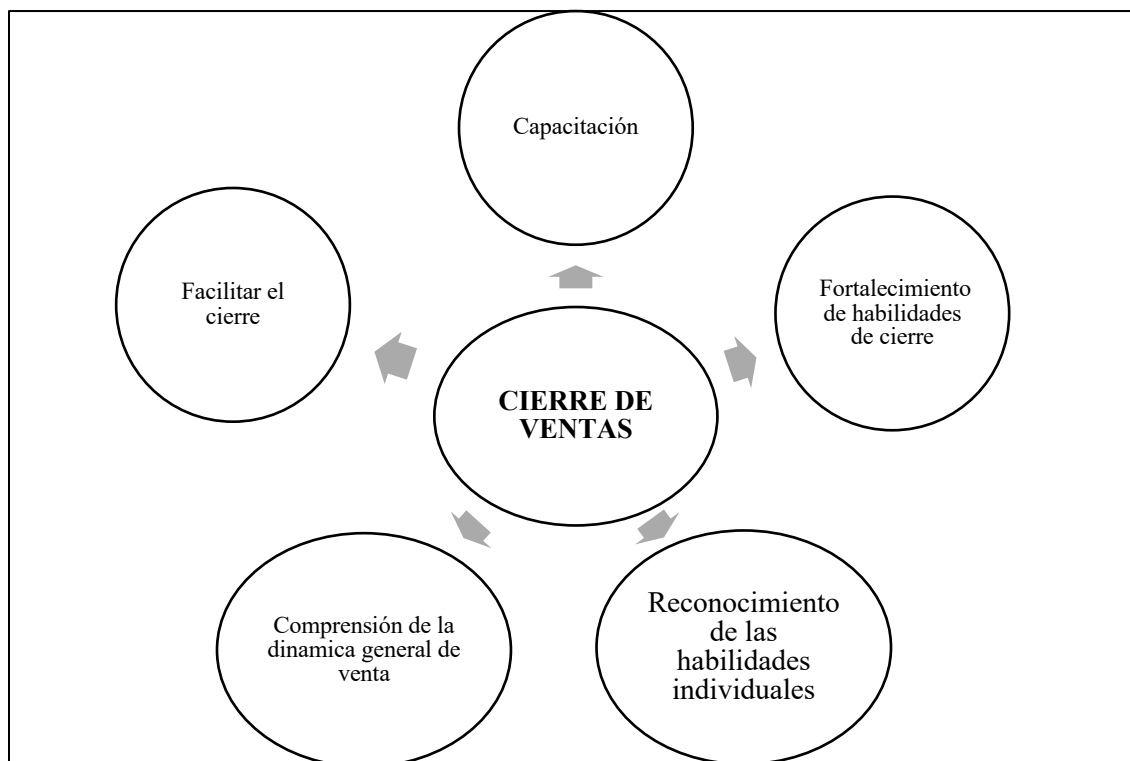 Capacitación
Facilitar el
cierre
Fortalecimiento
de habilidades
de cierre
CIERRE DE
VENTAS
Comprensión de la
dinamica general de
venta
Reconocimiento
de las
habilidades
individuales